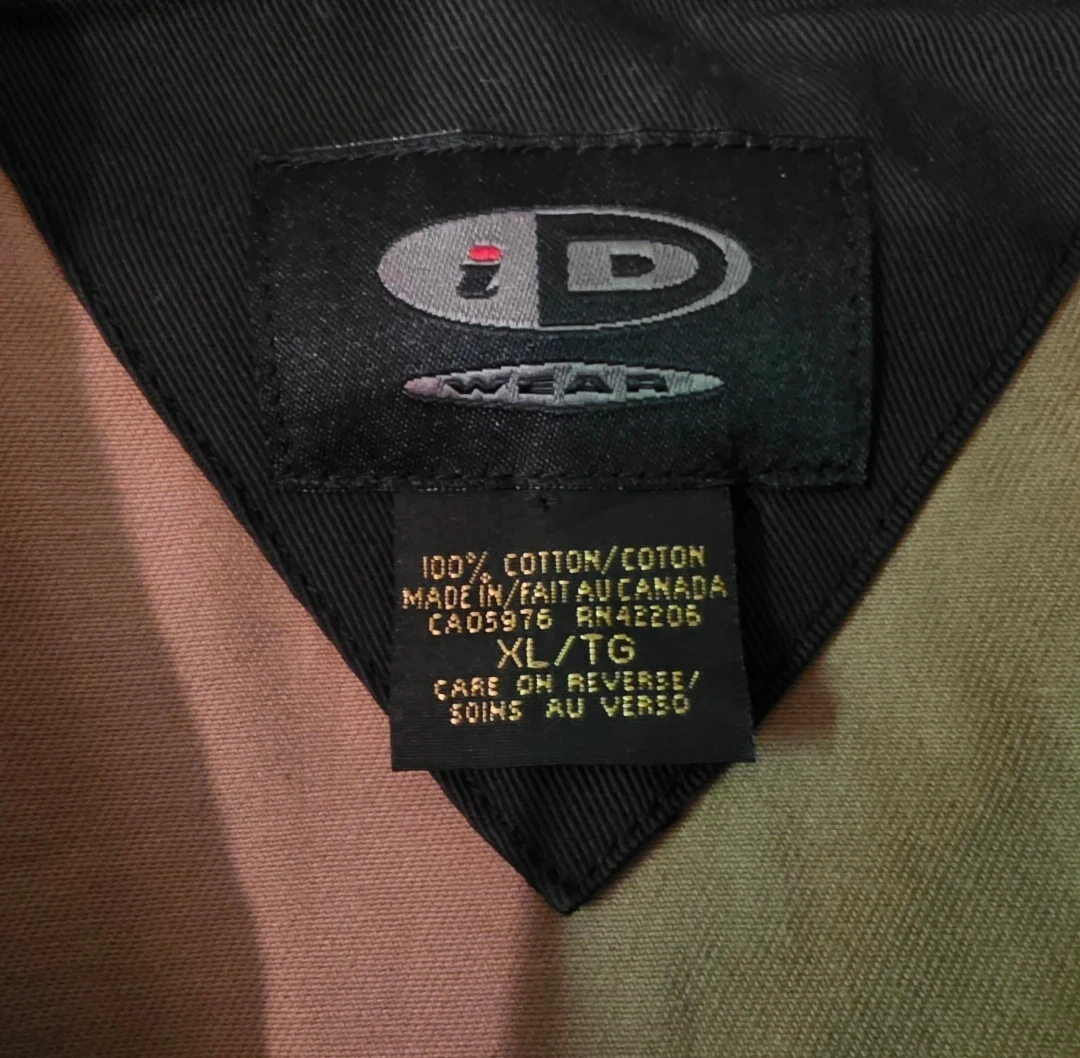 iD
WEAR
100% COTTON/COTON
MADE IN/FAIT AU CANADA
CA05976 RN42206
XL/TG
CARE ON REVERSE/
SOINS AU VERSO